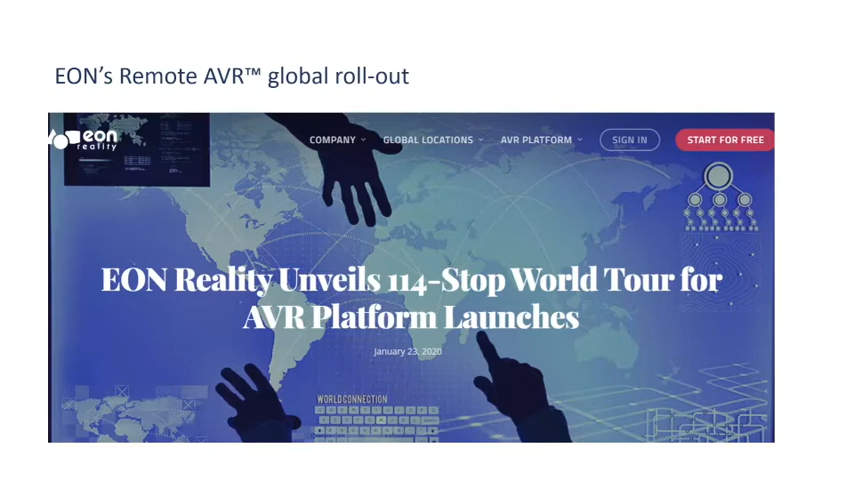 EON's Remote AVR™ global roll-out
eon
reality
COMPANY
GLOBAL LOCATIONS
AVR PLATFORM
SIGN IN
START FOR FREE
EON Reality Unveils 114-Stop World Tour for
AVR Platform Launches
January 23, 2020
WORLD CONNECTION